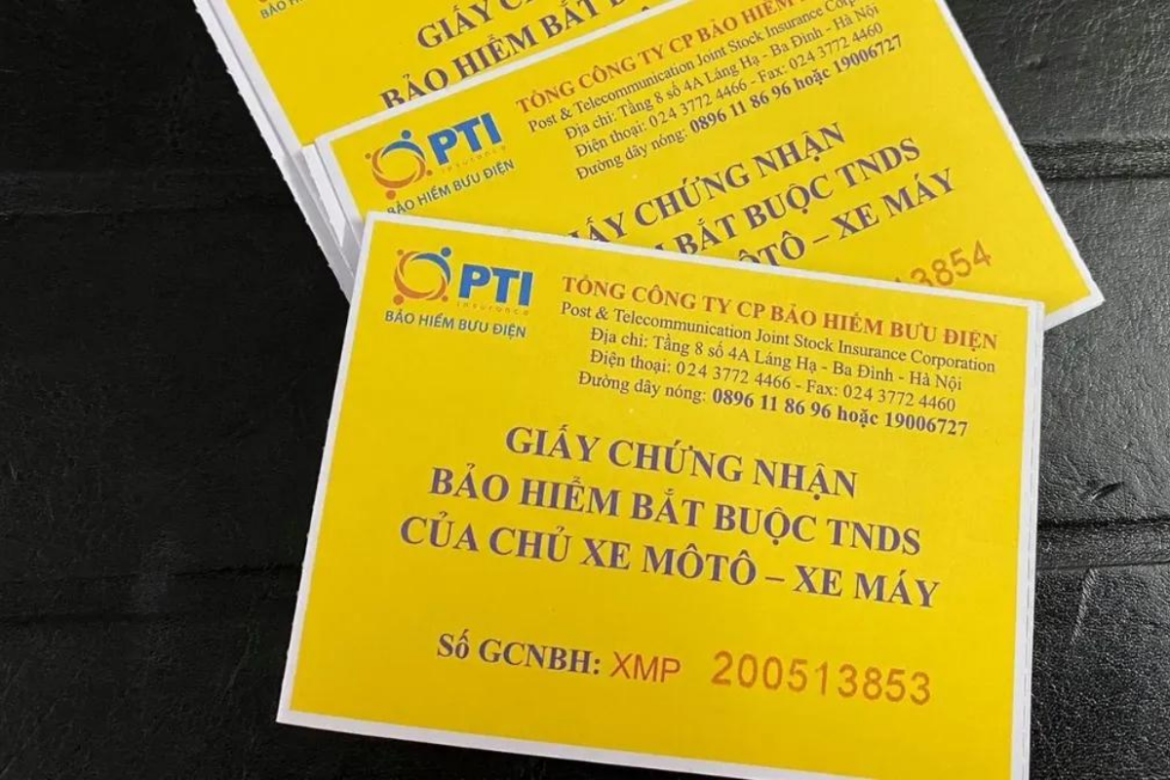 BẢO HIỂM BƯU ĐIỆN
GIẤY
BẢO HIỂM BẮT
PTI
insurance
BẢO HIỂM BƯU ĐIỆN
TỔNG CÔNG TY CP BẢO HIỂM
Post & Telecommunication Joint Stock Insurance Corporation
Địa chỉ: Tầng 8 số 4A Láng Hạ - Ba Đình - Hà Nội
Điện thoại: 024 3772 4466 - Fax: 024 3772 4460
Đường dây nóng: 0896 11 86 96 hoặc 19006727
CHỨNG NHẬN
BẮT BUỘC TNDS
MÔTÔ – XE MÁY
13854
PTI
insurance
BẢO HIỂM BƯU ĐIỆN
TỔNG CÔNG TY CP BẢO HIỂM BƯU ĐIỆN
Post & Telecommunication Joint Stock Insurance Corporation
Địa chỉ: Tầng 8 số 4A Láng Hạ - Ba Đình - Hà Nội
Điện thoại: 024 3772 4466 - Fax: 024 3772 4460
Đường dây nóng: 0896 11 86 96 hoặc 19006727
GIẤY CHỨNG NHẬN
BẢO HIỂM BẮT BUỘC TNDS
CỦA CHỦ XE MÔTÔ – XE MÁY
Số GCNBH: XMP 200513853